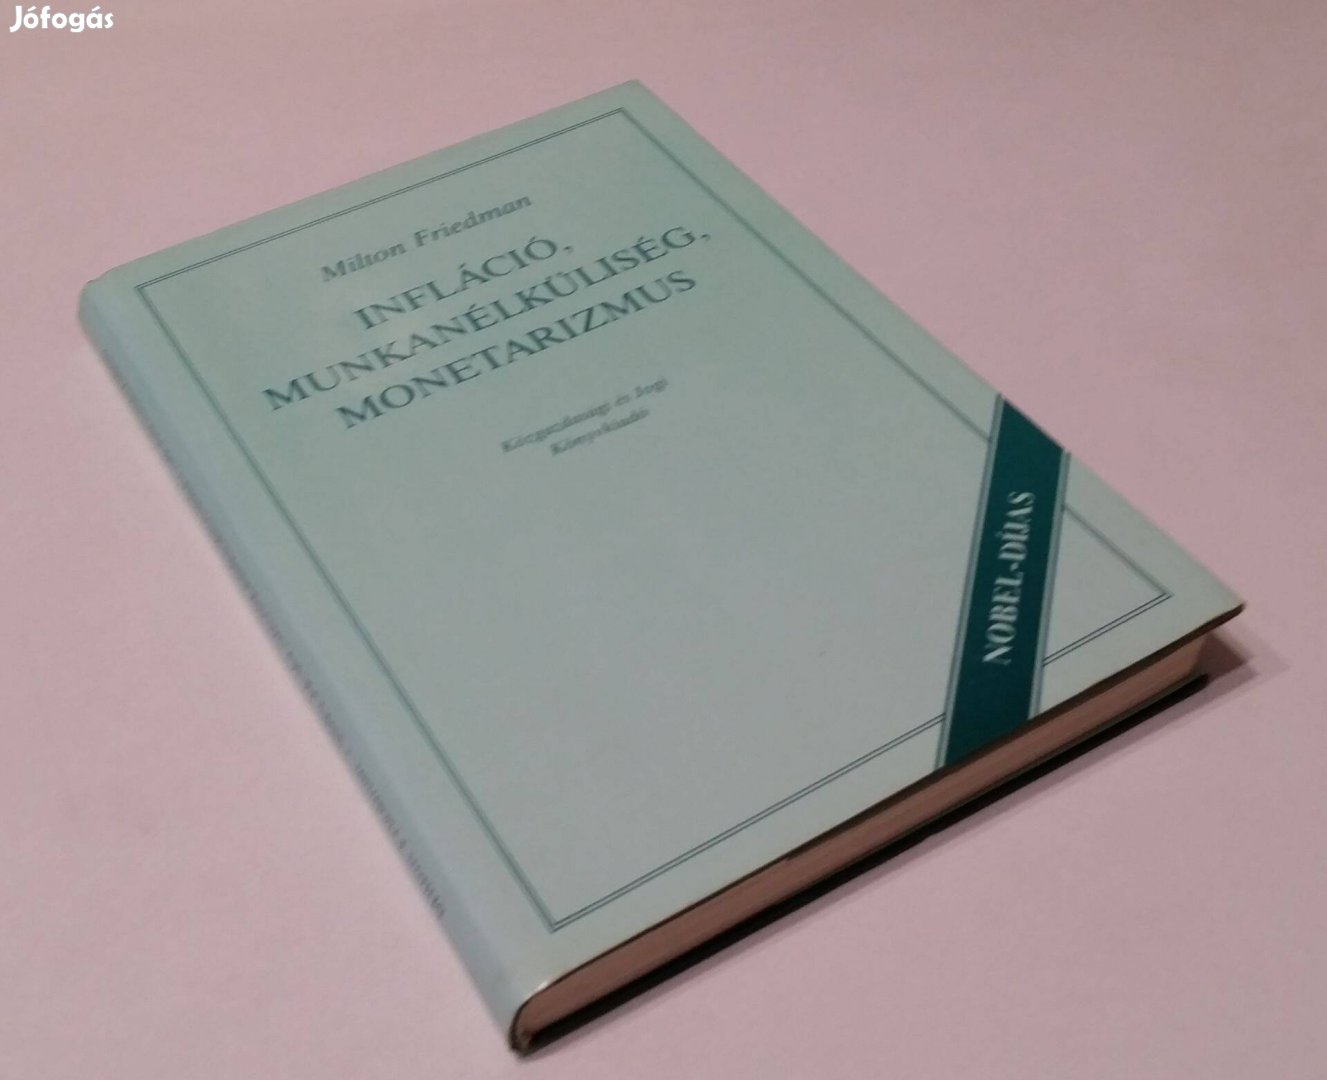 Jófogás
Milton Friedman
INFLÁCIÓ,
MUNKANÉLKÜLISÉG,
MONETARIZMUS
Közgazdasági és Jogi
Könyvkiadó
NOBEL-DÍJAS